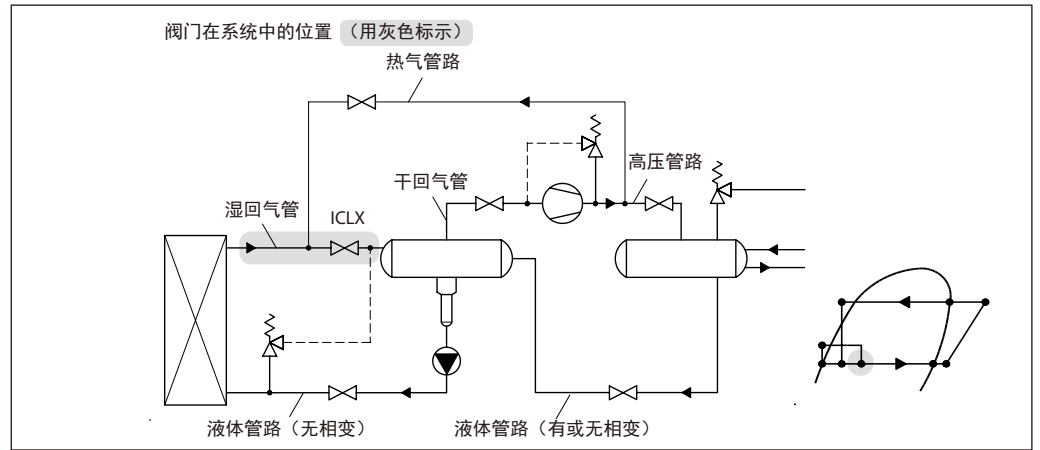 阀门在系统中的位置 （用灰色标示）
热气管路
高压管路
干回气管
湿回气管
ICLX
液体管路（无相变）
液体管路（有或无相变）